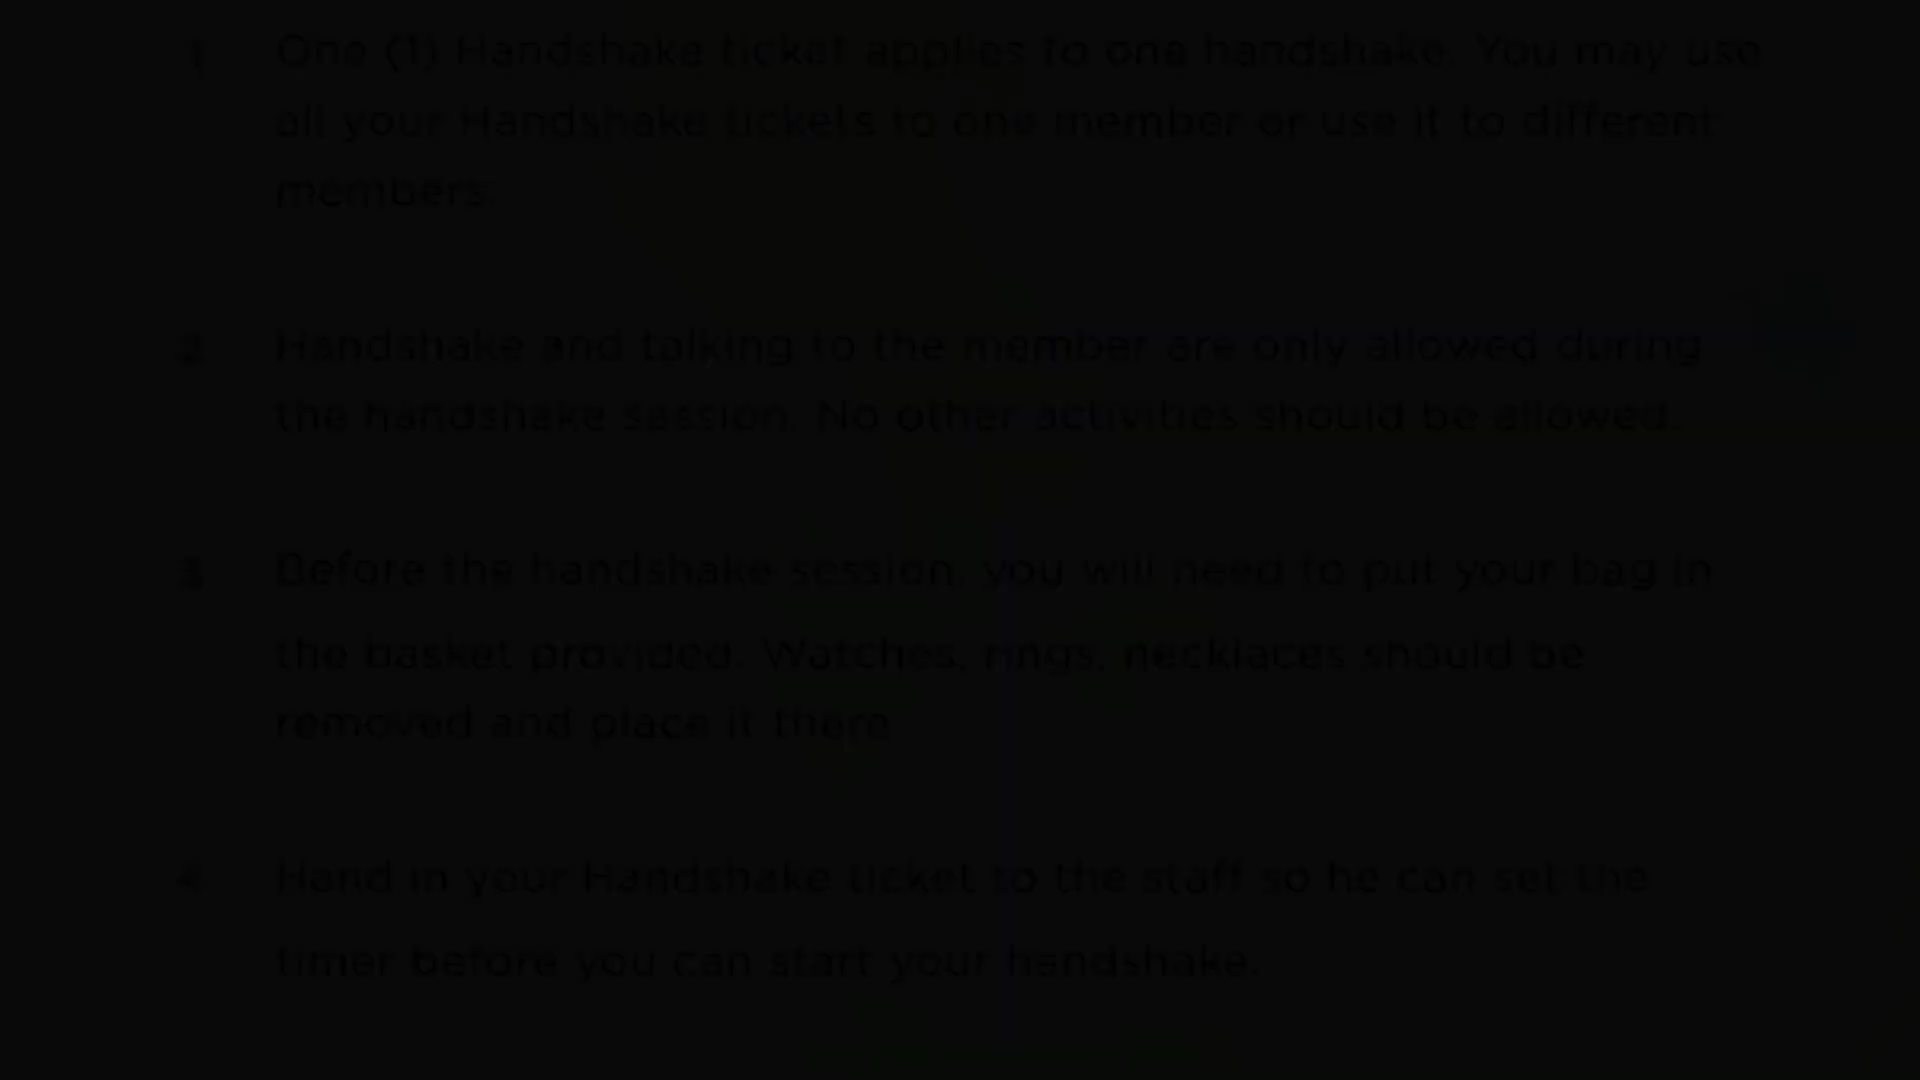 1 One (1) Handshake ticket applies to one handshake. You may use
all your Handshake tickets to one member or use it to different
members.
2 Handshake and talking to the member are only allowed during
the handshake session. No other activities should be allowed.
3 Before the handshake session, you will need to put your bag in
the basket provided. Watches, rings, necklaces should be
removed and place it there
4 Hand in your Handshake ticket to the staff so he can set the
timer before you can start your handshake.